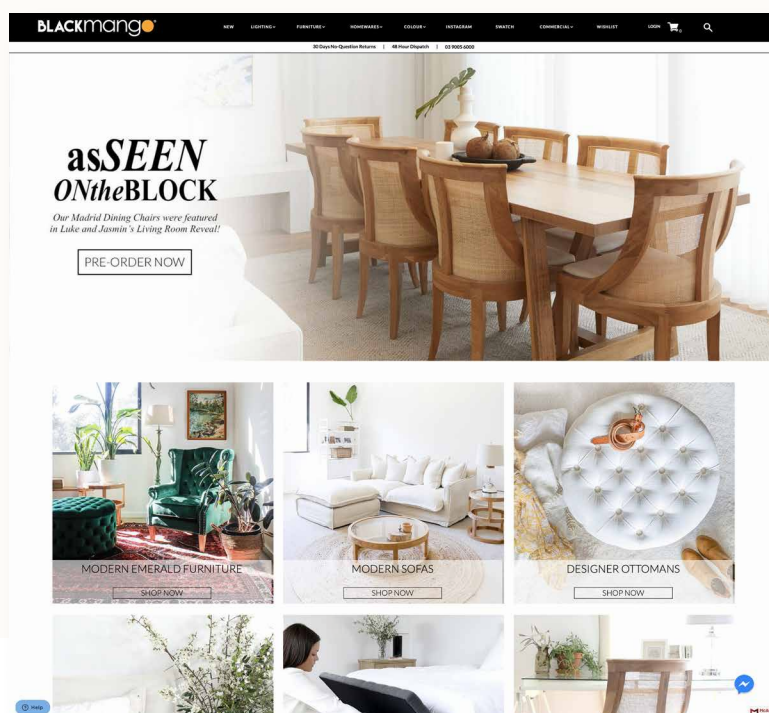 BLACKmango
NEW LIGHTING FURNITURE HOMEWARES COLOUR INSTAGRAM SWATCH COMMERCIAL WISHLIST LOGIN 0
30 Days No-Question Returns | 48 Hour Dispatch | 03 9005 6000
asSEEN
ONtheBLOCK
Our Madrid Dining Chairs were featured
in Luke and Jasmin's Living Room Reveal!
PRE-ORDER NOW
MODERN EMERALD FURNITURE
SHOP NOW
MODERN SOFAS
SHOP NOW
DESIGNER OTTOMANS
SHOP NOW
Help